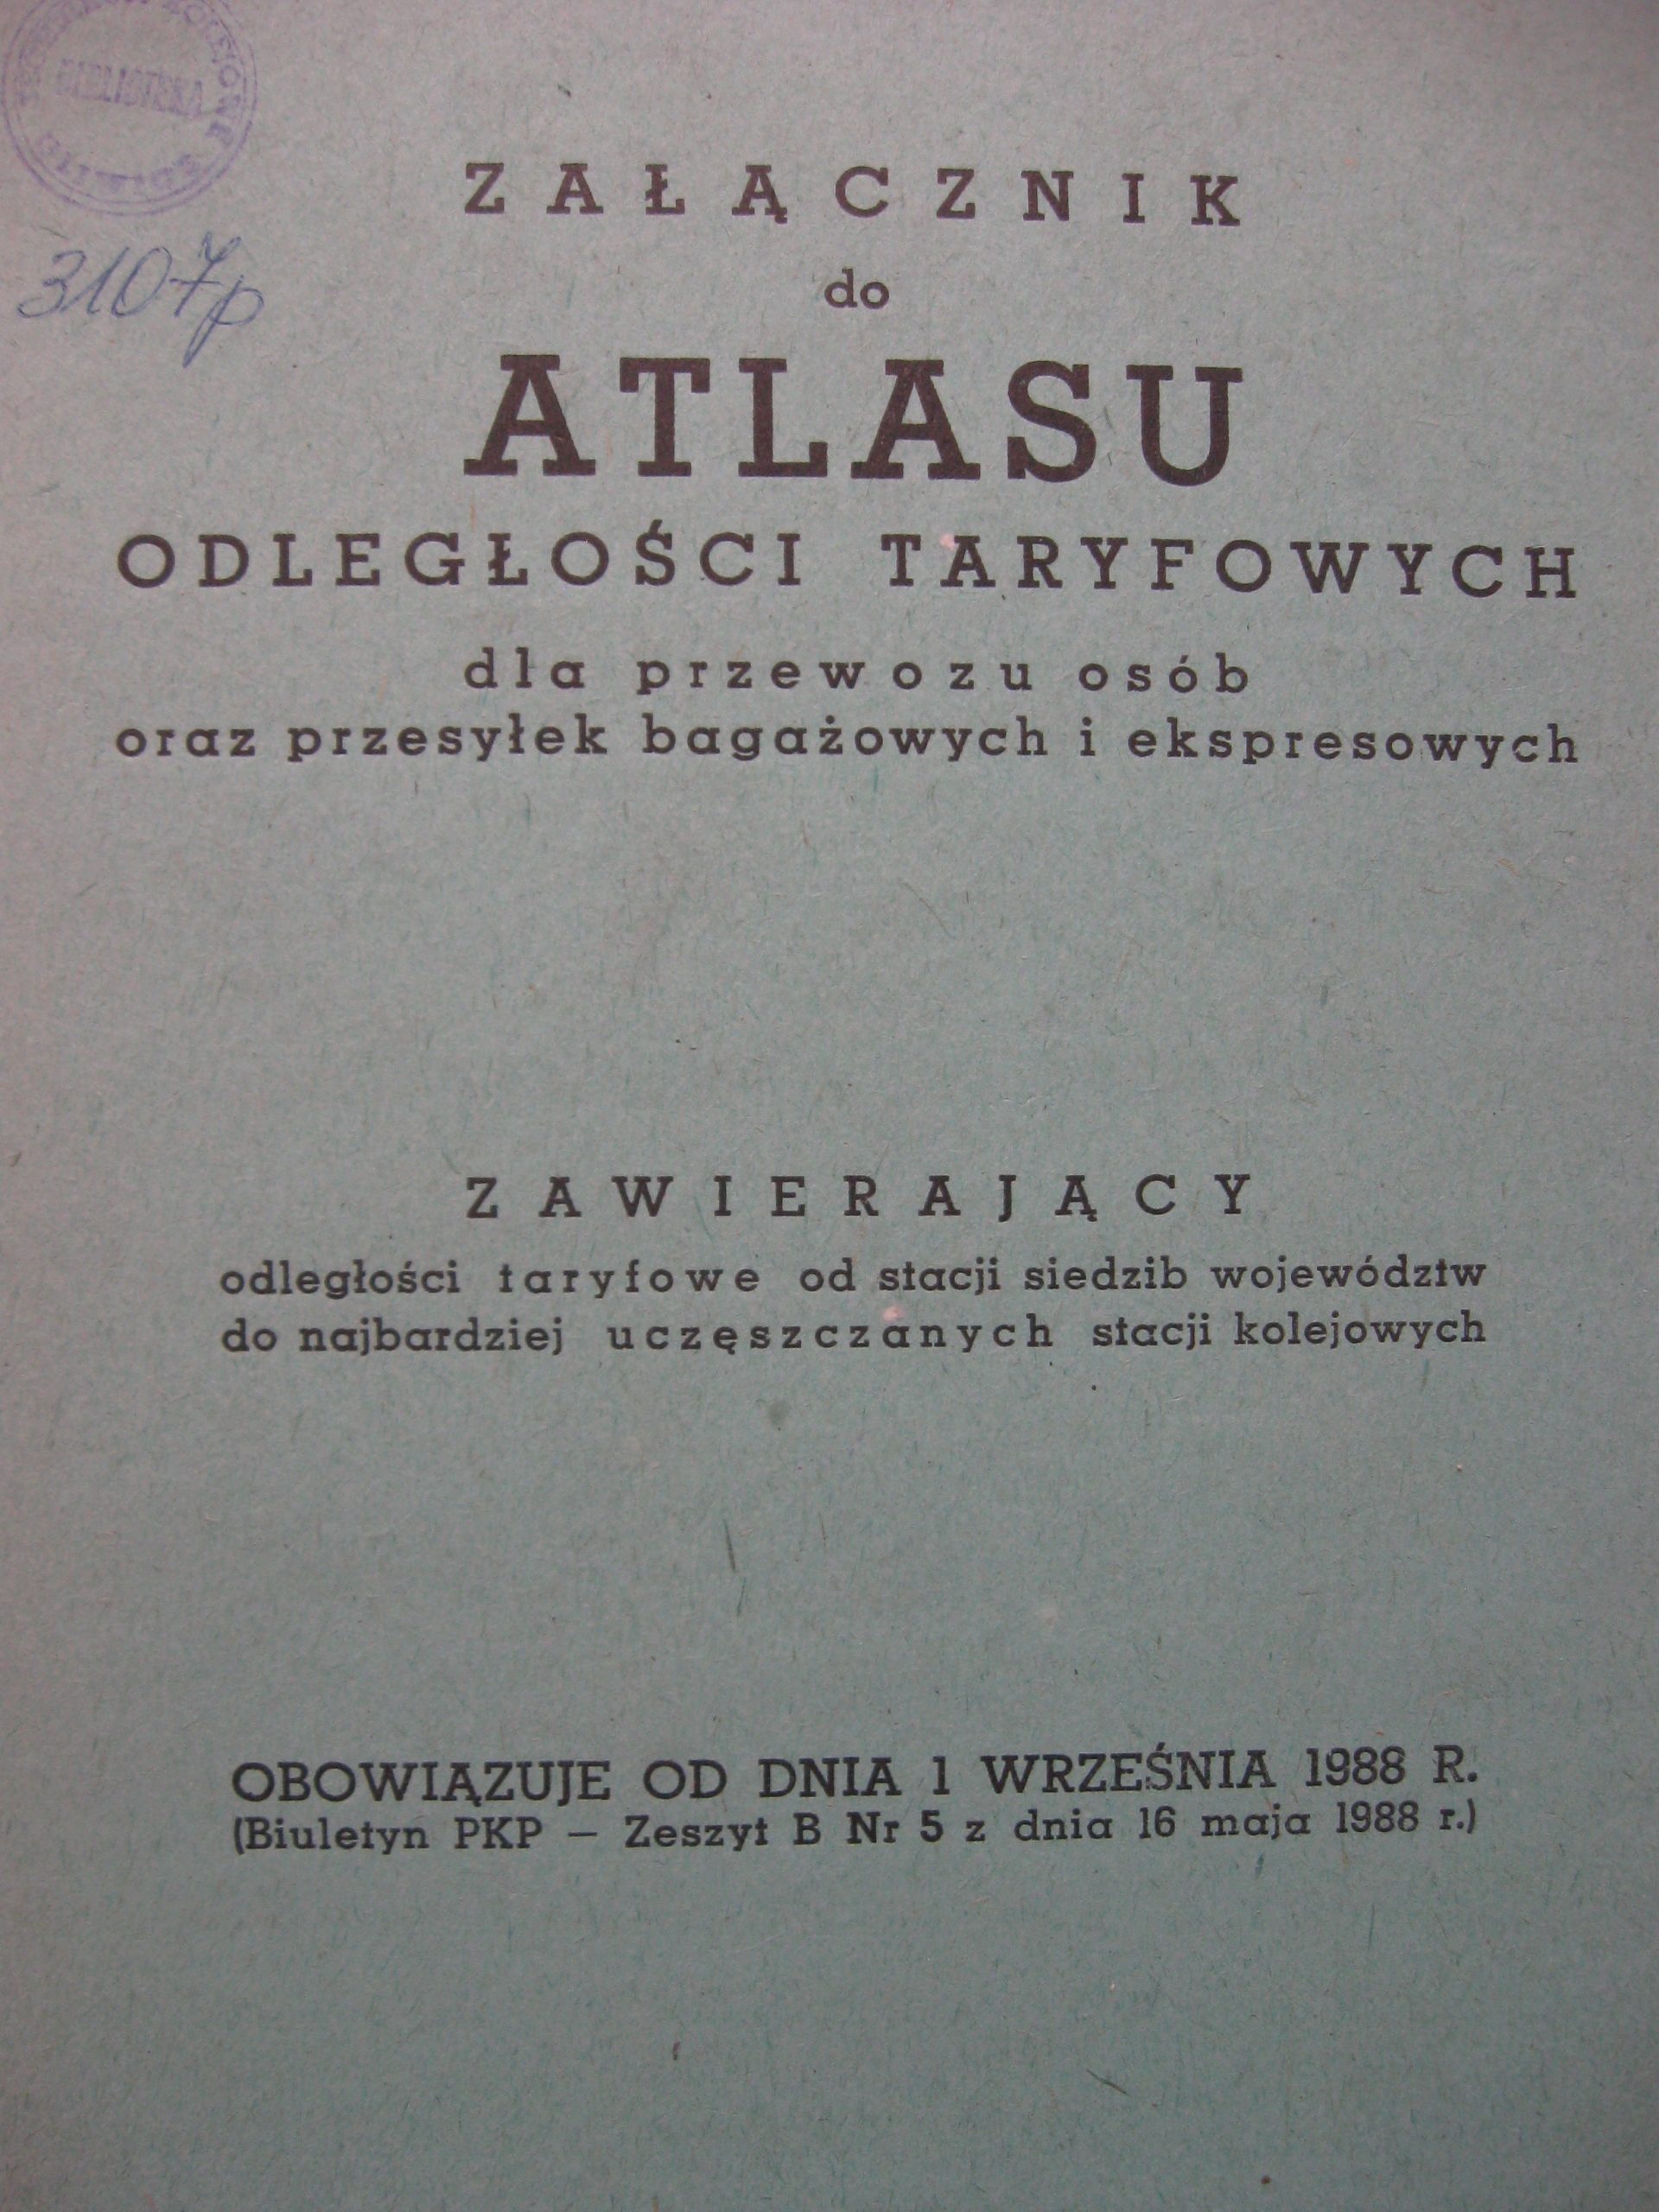 BIBLIOTEKA
3107p
ZAŁĄCZNIK
do
ATLASU
ODLEGŁOŚCI TARYFOWYCH
dla przewozu osób
oraz przesyłek bagażowych i ekspresowych
ZAWIERAJĄCY
odległości taryfowe od stacji siedzib województw
do najbardziej uczęszczanych stacji kolejowych
OBOWIĄZUJE OD DNIA 1 WRZEŚNIA 1988 R.
(Biuletyn PKP – Zeszyt B Nr 5 z dnia 16 maja 1988 r.)